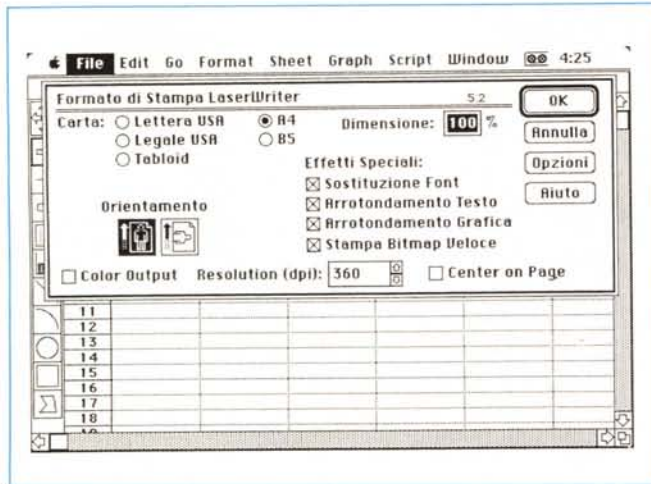 File Edit Go Format Sheet Graph Script Window 4:25
Formato di Stampa LaserWriter 5.2 OK
Carta: Lettera USA A4 Dimensione: 100 % Annulla
Legale USA B5
Tabloid Effetti Speciali: Opzioni
Sostituzione Font Aiuto
Orientamento Arrotondamento Testo
Arrotondamento Grafica
Stampa Bitmap Veloce
Color Output Resolution (dpi): 360 Center on Page
11
12
13
14
15
16
17
18